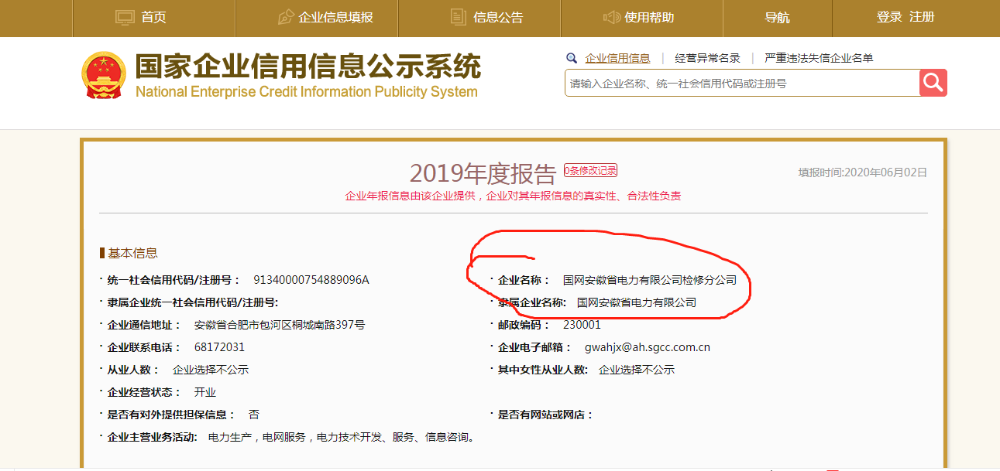 首页 企业信息填报 信息公告 使用帮助 导航 登录 注册
国家企业信用信息公示系统
National Enterprise Credit Information Publicity System
企业信用信息 | 经营异常名录 | 严重违法失信企业名单
请输入企业名称、统一社会信用代码或注册号
2019年度报告 0条修改记录 填报时间:2020年06月02日
企业年报信息由该企业提供，企业对其年报信息的真实性、合法性负责
基本信息
· 统一社会信用代码/注册号： 91340000754889096A · 企业名称： 国网安徽省电力有限公司检修分公司
· 隶属企业统一社会信用代码/注册号: · 隶属企业名称: 国网安徽省电力有限公司
· 企业通信地址： 安徽省合肥市包河区桐城南路397号 · 邮政编码： 230001
· 企业联系电话： 68172031 · 企业电子邮箱： gwahjx@ah.sgcc.com.cn
· 从业人数： 企业选择不公示 · 其中女性从业人数: 企业选择不公示
· 企业经营状态： 开业
· 是否有对外提供担保信息： 否 · 是否有网站或网店：
· 企业主营业务活动: 电力生产，电网服务，电力技术开发、服务、信息咨询。